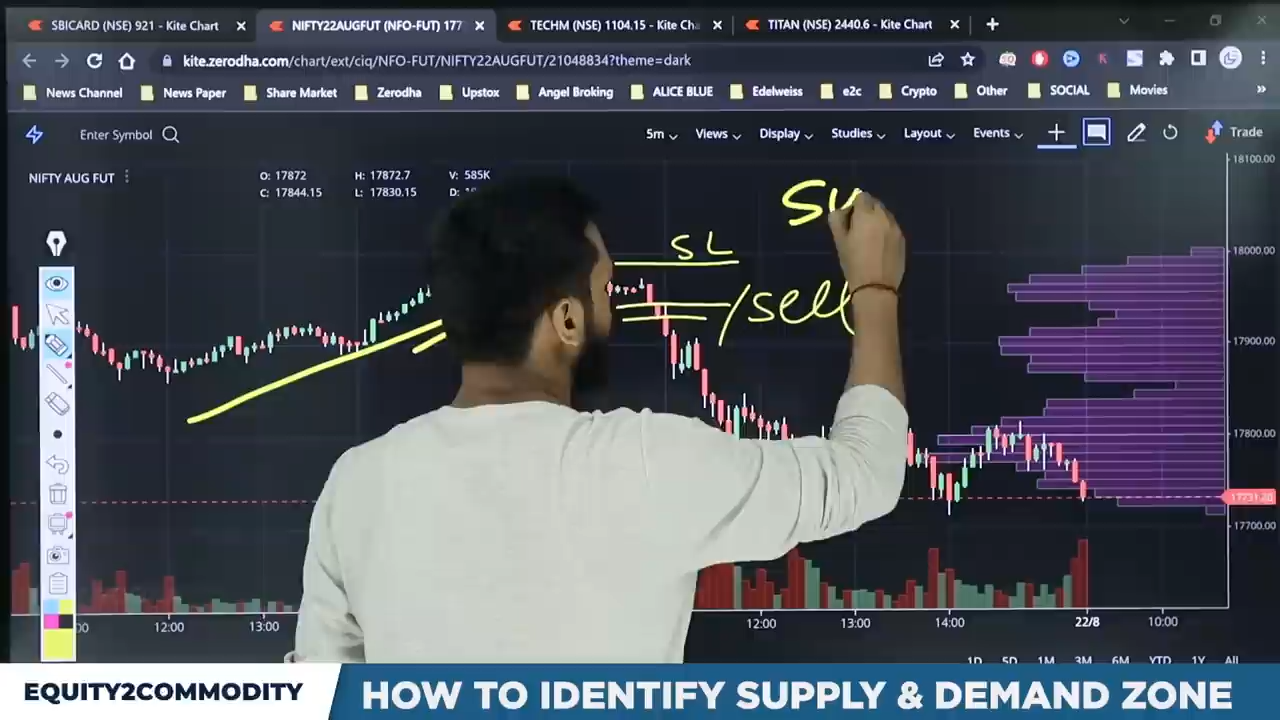 SBICARD (NSE) 921 - Kite Chart
NIFTY22AUGFUT (NFO-FUT) 177
TECHM (NSE) 1104.15 - Kite Cha
TITAN (NSE) 2440.6 - Kite Chart
kite.zerodha.com/chart/ext/ciq/NFO-FUT/NIFTY22AUGFUT/21048834?theme=dark
News Channel News Paper Share Market Zerodha Upstox Angel Broking ALICE BLUE Edelweiss e2c Crypto Other SOCIAL Movies
Enter Symbol 5m Views Display Studies Layout Events Trade
NIFTY AUG FUT
O: 17872 H: 17872.7 V: 585K
C: 17844.15 L: 17830.15 D:
18100.00
SU
SL
18000.00
/sell
17900.00
17800.00
17731.20
17700.00
12:00 13:00 12:00 13:00 14:00 22/8 10:00
1D 5D 1M 3M 6M YTD 1Y All
EQUITY2COMMODITY
HOW TO IDENTIFY SUPPLY & DEMAND ZONE